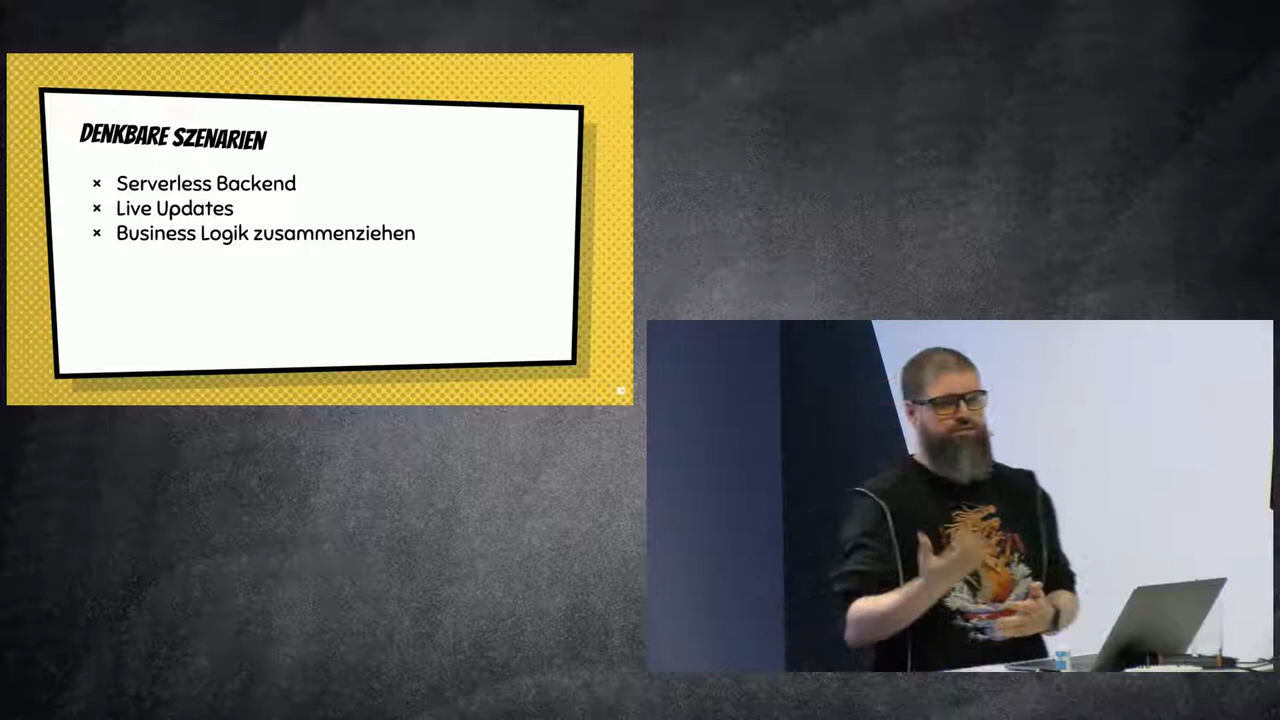 DENKBARE SZENARIEN
× Serverless Backend
× Live Updates
× Business Logik zusammenziehen